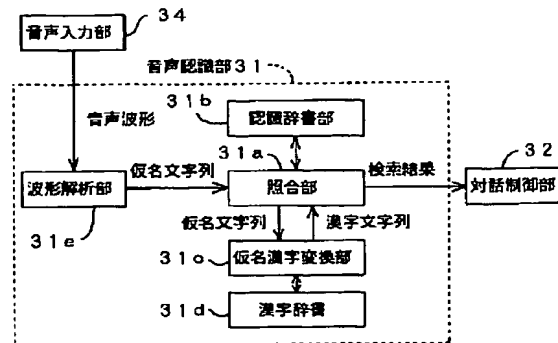 34
音声入力部
音声認識部31
音声波形
31b
認識辞書部
31a
32
波形解析部
仮名文字列
照合部
検索結果
対話制御部
31e
仮名文字列
漢字文字列
31c
仮名漢字変換部
31d
漢字辞書